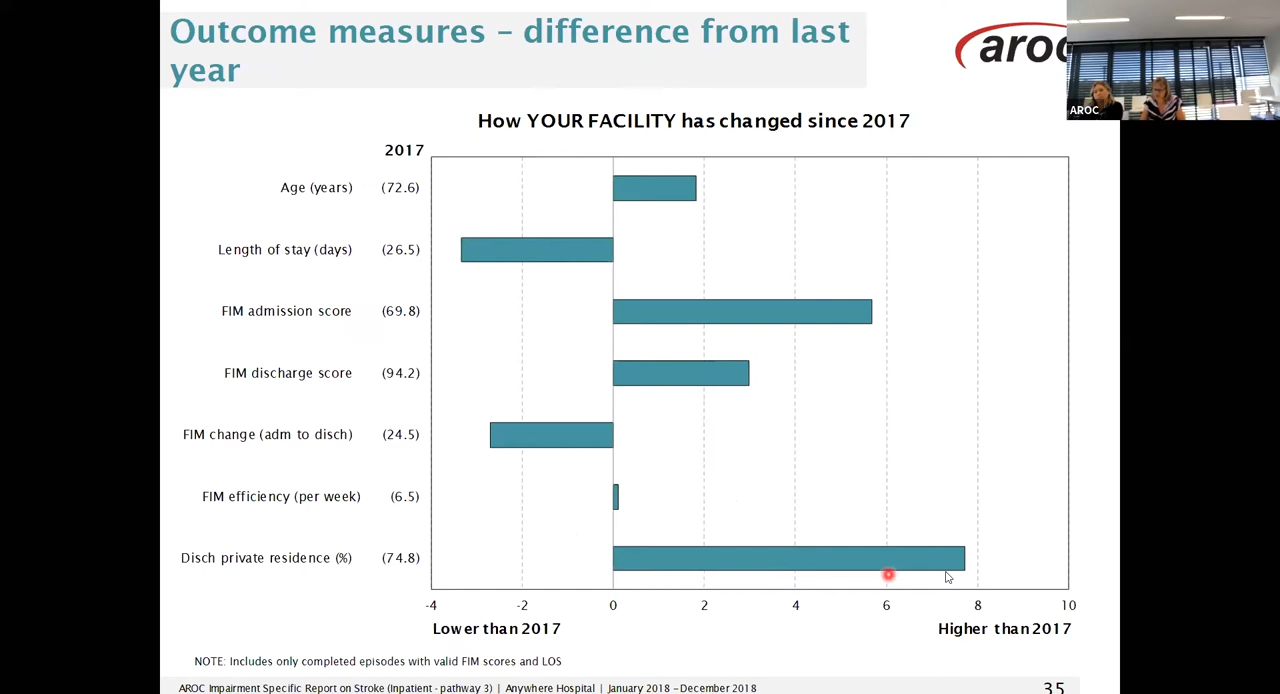 Outcome measures – difference from last
year
aroc
AROC
How YOUR FACILITY has changed since 2017
2017
Age (years) (72.6)
Length of stay (days) (26.5)
FIM admission score (69.8)
FIM discharge score (94.2)
FIM change (adm to disch) (24.5)
FIM efficiency (per week) (6.5)
Disch private residence (%) (74.8)
-4 -2 0 2 4 6 8 10
Lower than 2017 Higher than 2017
NOTE: Includes only completed episodes with valid FIM scores and LOS
AROC Impairment Specific Report on Stroke (Inpatient - pathway 3) | Anywhere Hospital | January 2018 – December 2018 35